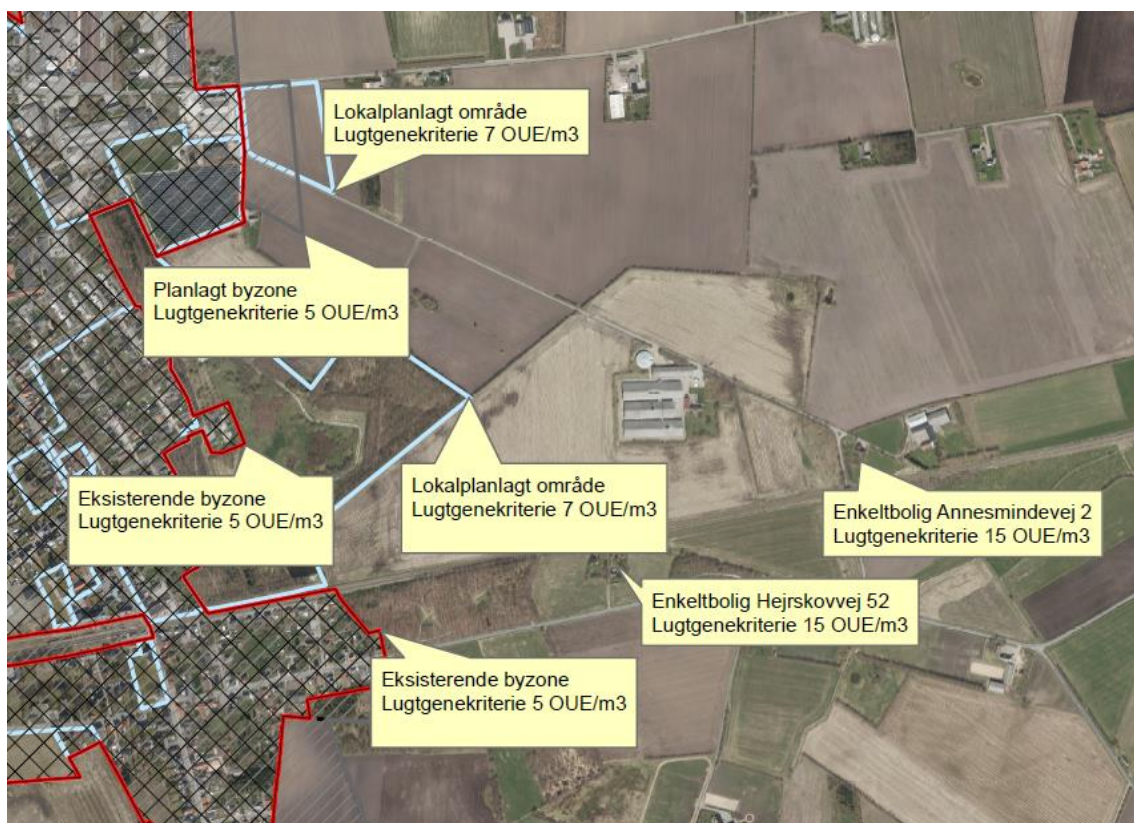 Lokalplanlagt område
Lugtgenekriterie 7 OUE/m3
Planlagt byzone
Lugtgenekriterie 5 OUE/m3
Eksisterende byzone
Lugtgenekriterie 5 OUE/m3
Lokalplanlagt område
Lugtgenekriterie 7 OUE/m3
Enkeltbolig Annesmindevej 2
Lugtgenekriterie 15 OUE/m3
Enkeltbolig Hejrskovvej 52
Lugtgenekriterie 15 OUE/m3
Eksisterende byzone
Lugtgenekriterie 5 OUE/m3